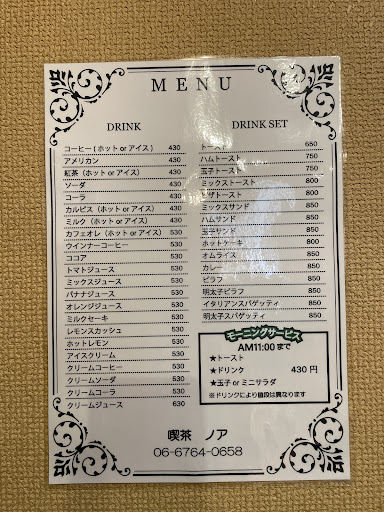 MENU
DRINK
コーヒー ( ホット or アイス ) 430
アメリカン 430
紅茶（ホット or アイス） 430
ソーダ 430
コーラ 430
カルピス（ホット or アイス） 430
ミルク（ホット or アイス） 430
カフェオレ（ホット or アイス） 530
ウインナーコーヒー 530
ココア 530
トマトジュース 530
ミックスジュース 530
バナナジュース 530
オレンジジュース 530
ミルクセーキ 530
レモンスカッシュ 530
ホットレモン 530
アイスクリーム 530
クリームコーヒー 530
クリームソーダ 530
クリームコーラ 530
クリームジュース 630
DRINK SET
トースト 650
ハムトースト 750
玉子トースト 750
ミックストースト 800
ピザトースト 800
ミックスサンド 850
ハムサンド 850
玉子サンド 850
ホットケーキ 800
オムライス 850
カレー 850
ピラフ 850
明太子ピラフ 850
イタリアンスパゲッティ 850
明太子スパゲッティ 850
モーニングサービス
AM11:00 まで
★トースト
★ドリンク 430 円
★玉子 or ミニサラダ
※ドリンクにより値段は異なります
喫茶 ノア
06-6764-0658